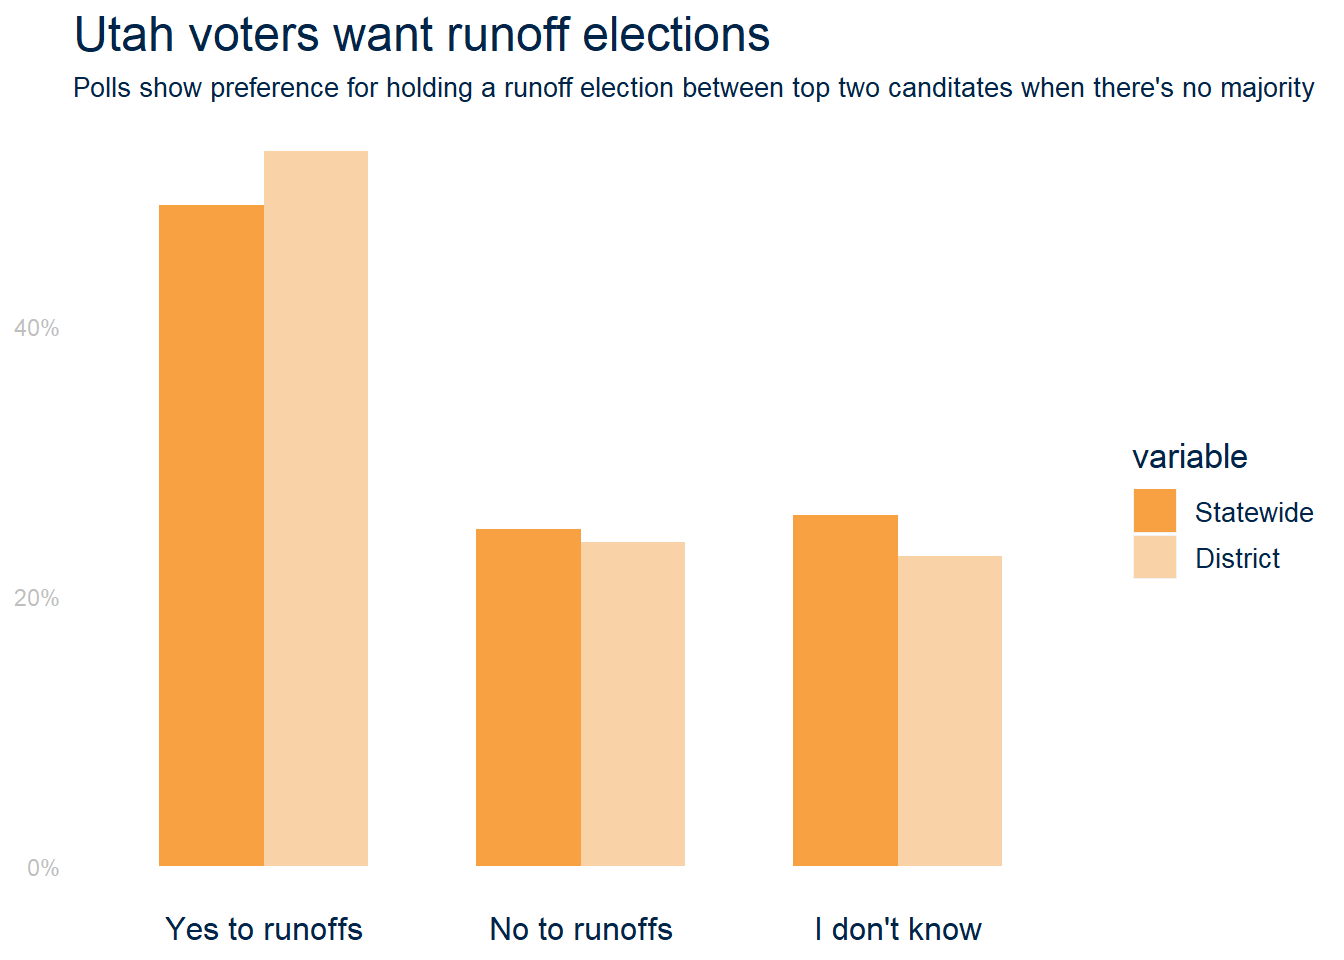 Utah voters want runoff elections
Polls show preference for holding a runoff election between top two canditates when there's no majority
40%
20%
0%
Yes to runoffs
No to runoffs
I don't know
variable
Statewide
District